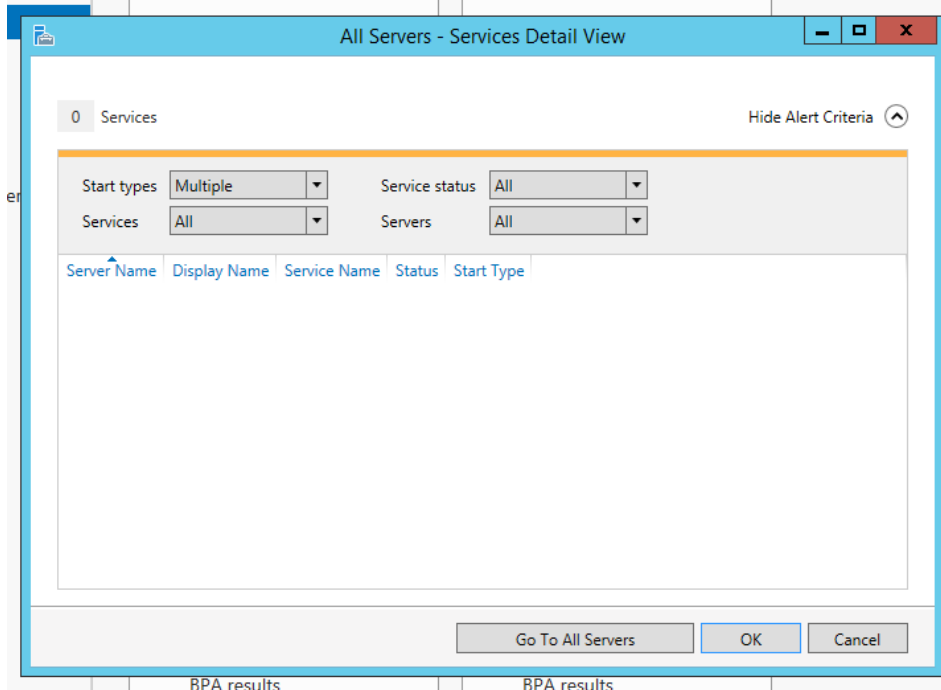 All Servers - Services Detail View
0 Services Hide Alert Criteria
er
Start types Multiple Service status All
Services All Servers All
Server Name Display Name Service Name Status Start Type
Go To All Servers OK Cancel
BPA results BPA results